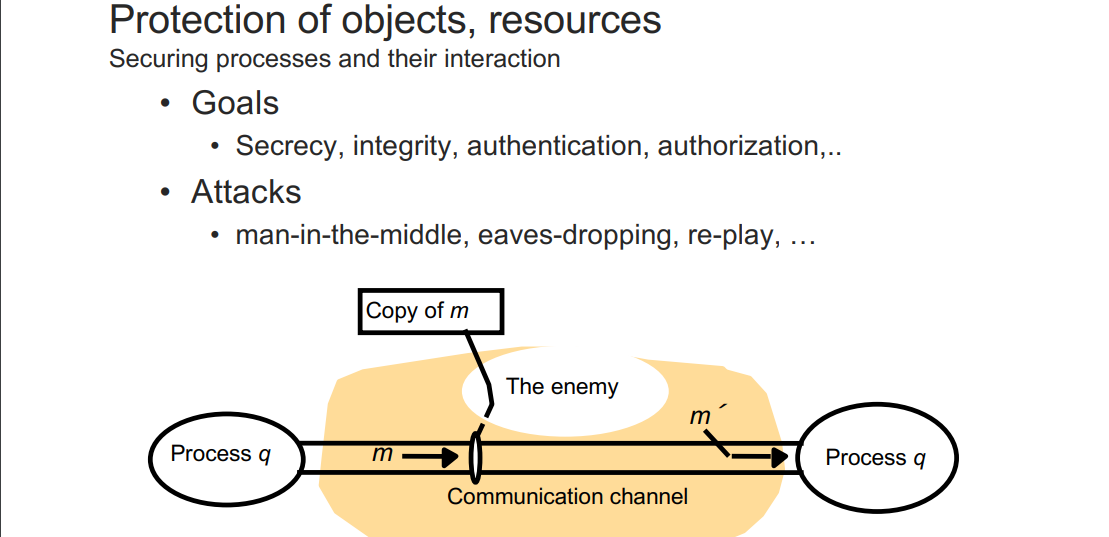 Protection of objects, resources
Securing processes and their interaction
• Goals
• Secrecy, integrity, authentication, authorization,..
• Attacks
• man-in-the-middle, eaves-dropping, re-play, …
Copy of m
The enemy
m´
Process q
m
Process q
Communication channel